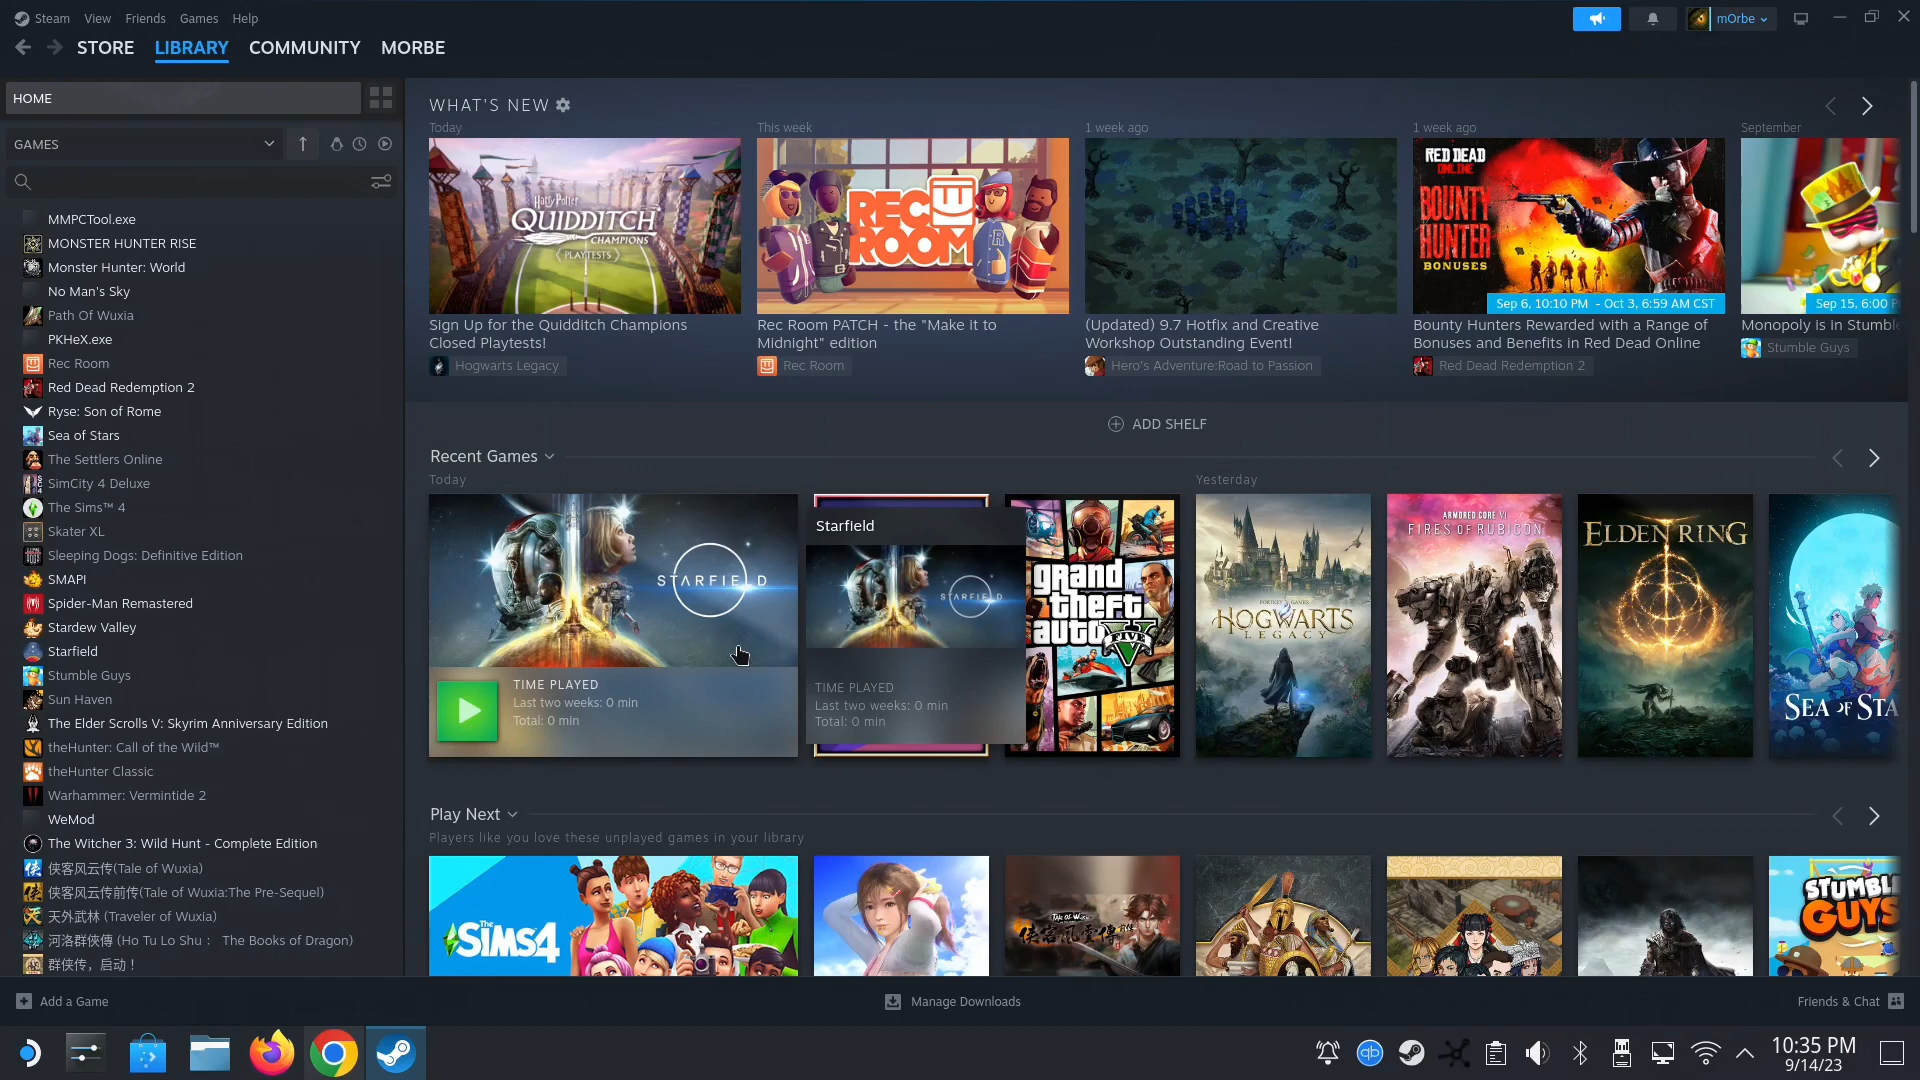 Steam View Friends Games Help
mOrbe
STORE LIBRARY COMMUNITY MORBE
HOME
GAMES
MMPCTool.exe
MONSTER HUNTER RISE
Monster Hunter: World
No Man's Sky
Path Of Wuxia
PKHeX.exe
Rec Room
Red Dead Redemption 2
Ryse: Son of Rome
Sea of Stars
The Settlers Online
SimCity 4 Deluxe
The Sims™ 4
Skater XL
Sleeping Dogs: Definitive Edition
SMAPI
Spider-Man Remastered
Stardew Valley
Starfield
Stumble Guys
Sun Haven
The Elder Scrolls V: Skyrim Anniversary Edition
theHunter: Call of the Wild™
theHunter Classic
Warhammer: Vermintide 2
WeMod
The Witcher 3: Wild Hunt - Complete Edition
侠客风云传(Tale of Wuxia)
侠客风云传前传(Tale of Wuxia:The Pre-Sequel)
天外武林 (Traveler of Wuxia)
河洛群俠傳 (Ho Tu Lo Shu： The Books of Dragon)
群侠传，启动！
WHAT'S NEW
Today
Harry Potter
QUIDDITCH
CHAMPIONS
PLAYTESTS
Sign Up for the Quidditch Champions
Closed Playtests!
Hogwarts Legacy
This week
REC
ROOM
Rec Room PATCH - the "Make it to
Midnight" edition
Rec Room
1 week ago
(Updated) 9.7 Hotfix and Creative
Workshop Outstanding Event!
Hero's Adventure:Road to Passion
1 week ago
RED DEAD
ONLINE
BOUNTY
HUNTER
BONUSES
Sep 6, 10:10 PM - Oct 3, 6:59 AM CST
Bounty Hunters Rewarded with a Range of
Bonuses and Benefits in Red Dead Online
Red Dead Redemption 2
September
Sep 15, 6:00 P
Monopoly is in Stumble
Stumble Guys
ADD SHELF
Recent Games
Today
STARFIELD
TIME PLAYED
Last two weeks: 0 min
Total: 0 min
Starfield
STARFIELD
TIME PLAYED
Last two weeks: 0 min
Total: 0 min
grand
theft
auto
FIVE
Yesterday
PORTKEY GAMES
HOGWARTS
LEGACY
ARMORED CORE VI
FIRES OF RUBICON
ELDEN RING
SEA OF STA
Play Next
Players like you love these unplayed games in your library
The
SIMS4
TALE OF WUXIA
STUMBL
GUYS
Add a Game
Manage Downloads
Friends & Chat
10:35 PM
9/14/23